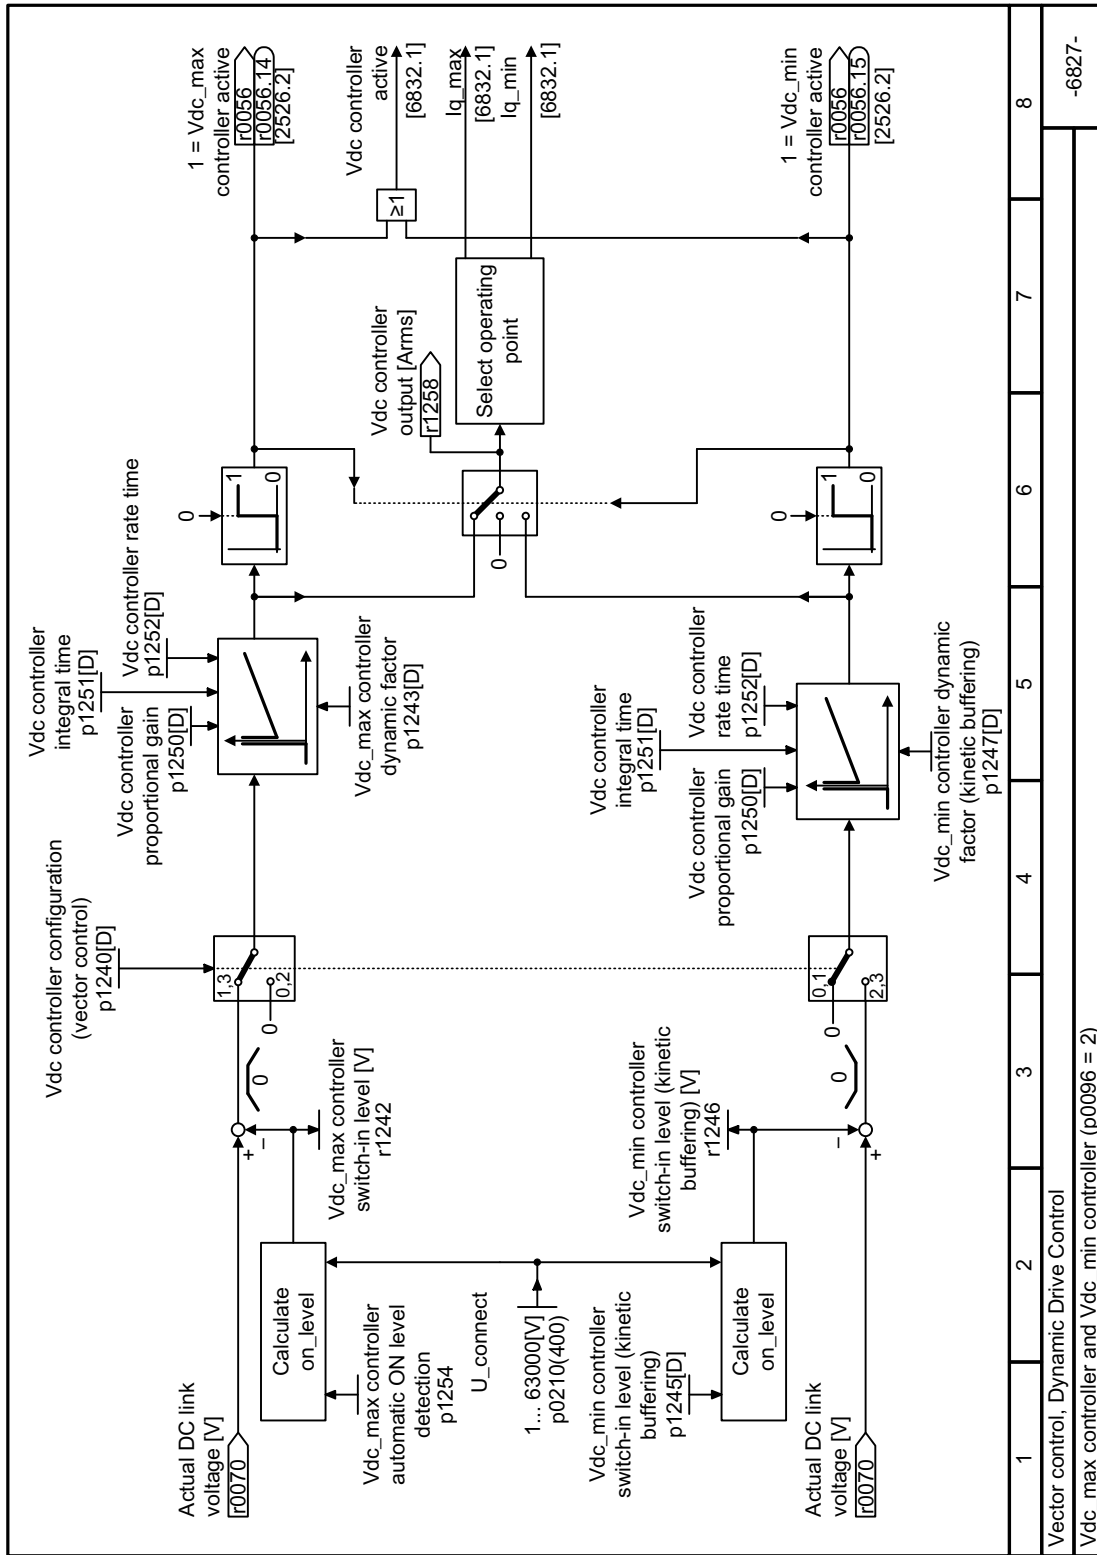 Actual DC link
voltage [V]
r0070
+
–
Calculate
on_level
Vdc_max controller
automatic ON level
detection
p1254
Vdc_max controller
switch-in level [V]
r1242
0
Vdc controller configuration
(vector control)
p1240[D]
1,3
0,2
0
Vdc controller
proportional gain
p1250[D]
Vdc controller
integral time
p1251[D]
Vdc controller rate time
p1252[D]
Vdc_max controller
dynamic factor
p1243[D]
0
1
0
1 = Vdc_max
controller active
r0056
r0056.14
[2526.2]
U_connect
1... 63000[V]
p0210(400)
0
Vdc controller
output [Arms]
r1258
Select operating
point
≥1
Vdc controller
active
[6832.1]
Iq_max
[6832.1]
Iq_min
[6832.1]
Vdc_min controller
switch-in level (kinetic
buffering)
p1245[D]
Calculate
on_level
Vdc_min controller
switch-in level (kinetic
buffering) [V]
r1246
Actual DC link
voltage [V]
r0070
+
–
0
0
0,1
2,3
Vdc controller
proportional gain
p1250[D]
Vdc controller
integral time
p1251[D]
Vdc controller
rate time
p1252[D]
Vdc_min controller dynamic
factor (kinetic buffering)
p1247[D]
0
1
0
1 = Vdc_min
controller active
r0056
r0056.15
[2526.2]
1 2 3 4 5 6 7 8
Vector control, Dynamic Drive Control
Vdc_max controller and Vdc_min controller (p0096 = 2)
-6827-